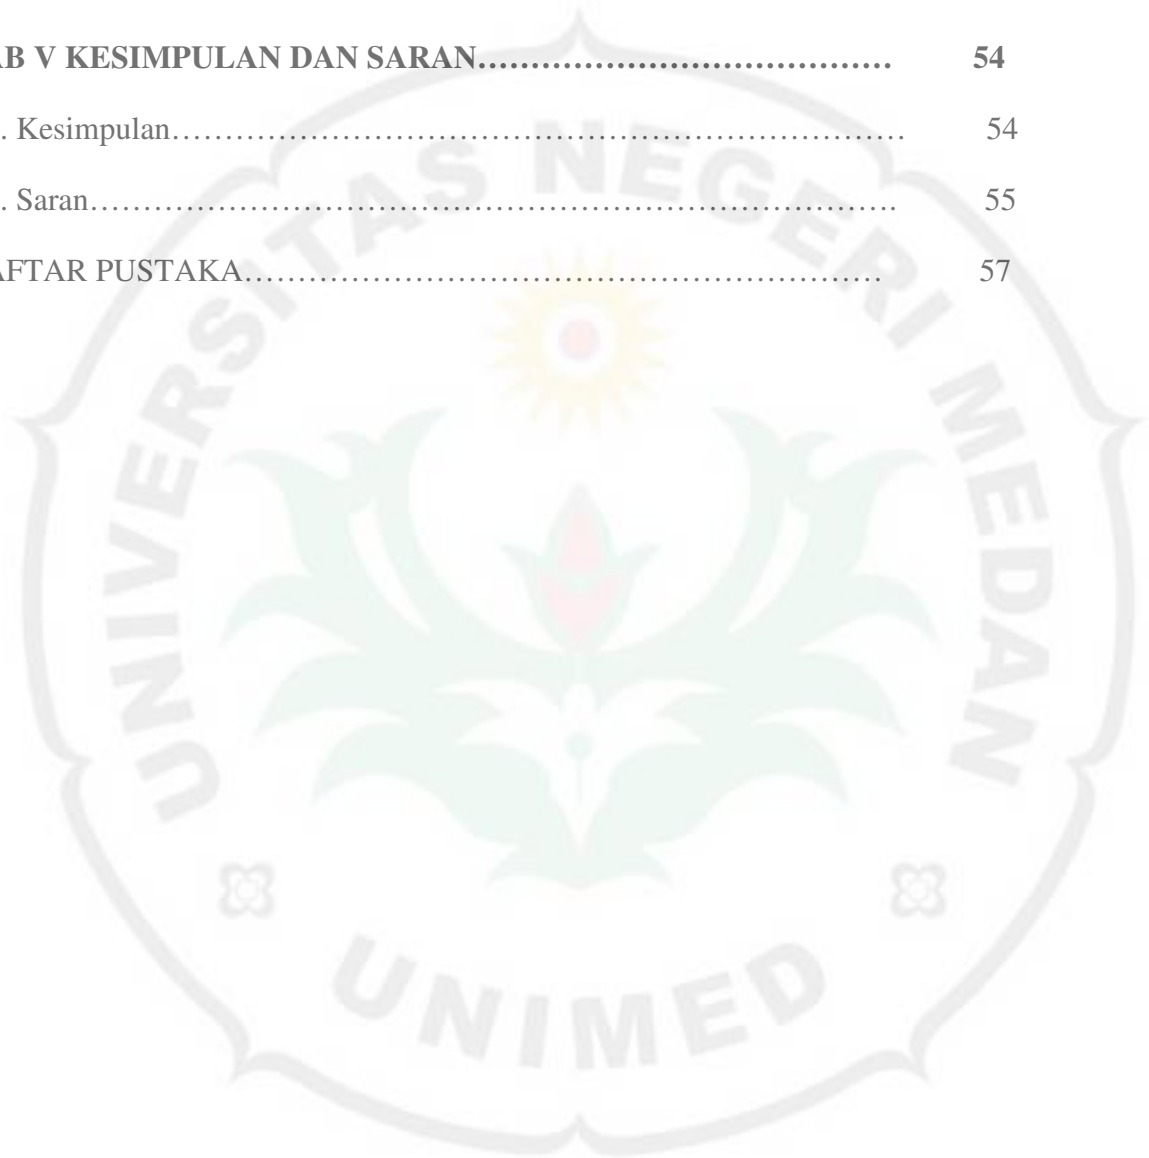 AB V KESIMPULAN DAN SARAN………………………………… 54
. Kesimpulan…………………………………………………………… 54
. Saran…………………………………………………………………. 55
AFTAR PUSTAKA…………………………………………………… 57
UNIVERSITAS NEGERI MEDAN
UNIMED